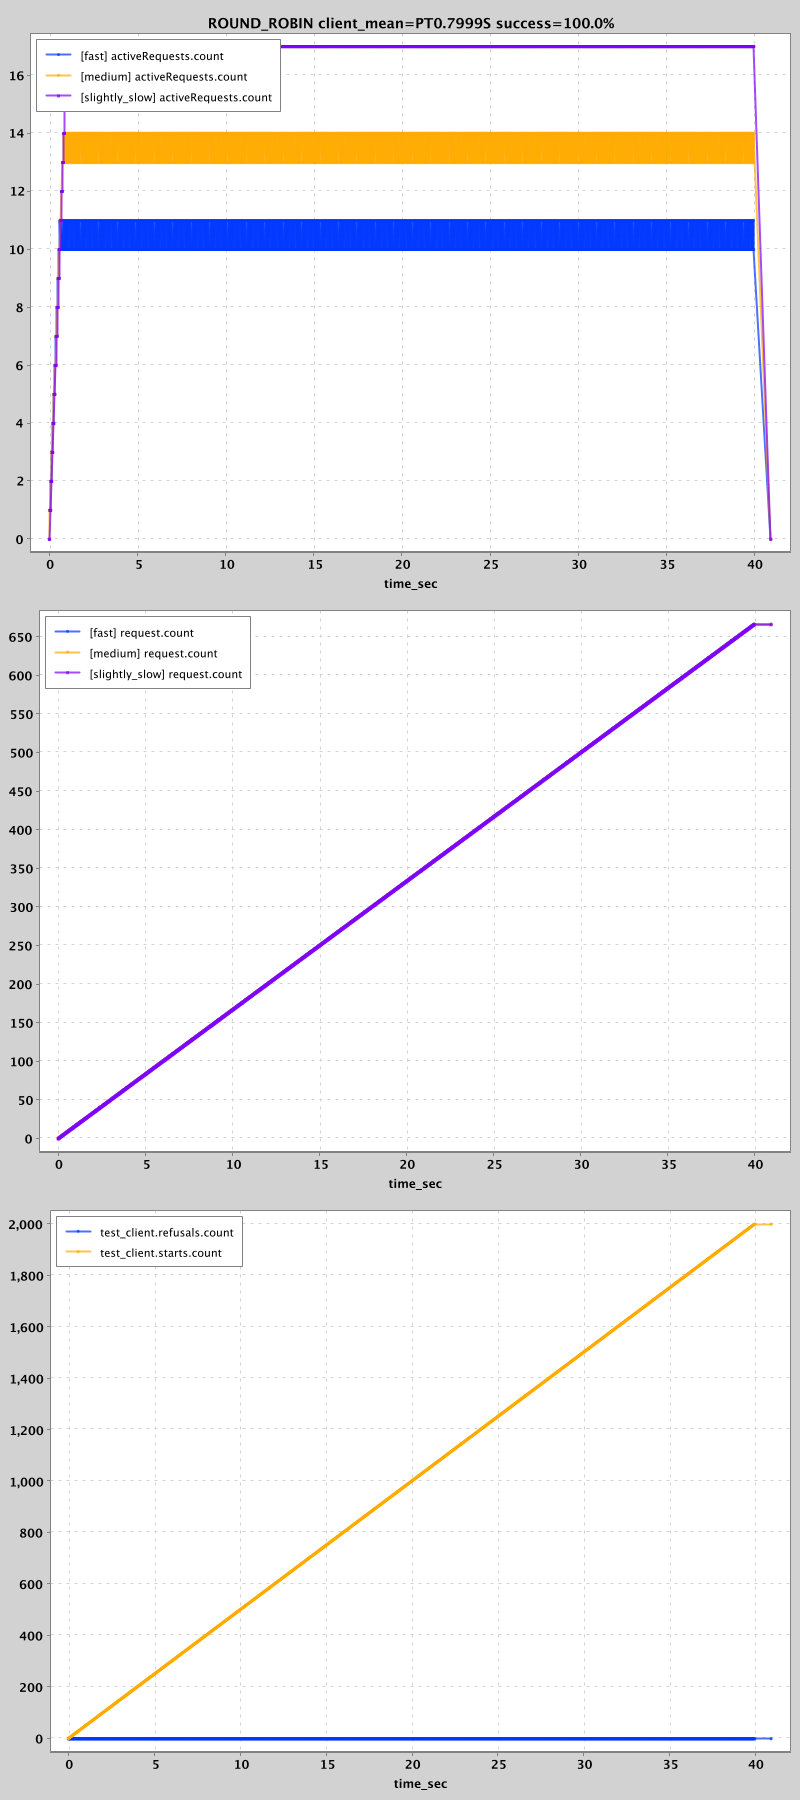 ROUND_ROBIN client_mean=PT0.7999S success=100.0%
[fast] activeRequests.count
[medium] activeRequests.count
[slightly_slow] activeRequests.count
16
14
12
10
8
6
4
2
0
0 5 10 15 20 25 30 35 40
time_sec
[fast] request.count
[medium] request.count
[slightly_slow] request.count
650
600
550
500
450
400
350
300
250
200
150
100
50
0
0 5 10 15 20 25 30 35 40
time_sec
test_client.refusals.count
test_client.starts.count
2,000
1,800
1,600
1,400
1,200
1,000
800
600
400
200
0
0 5 10 15 20 25 30 35 40
time_sec